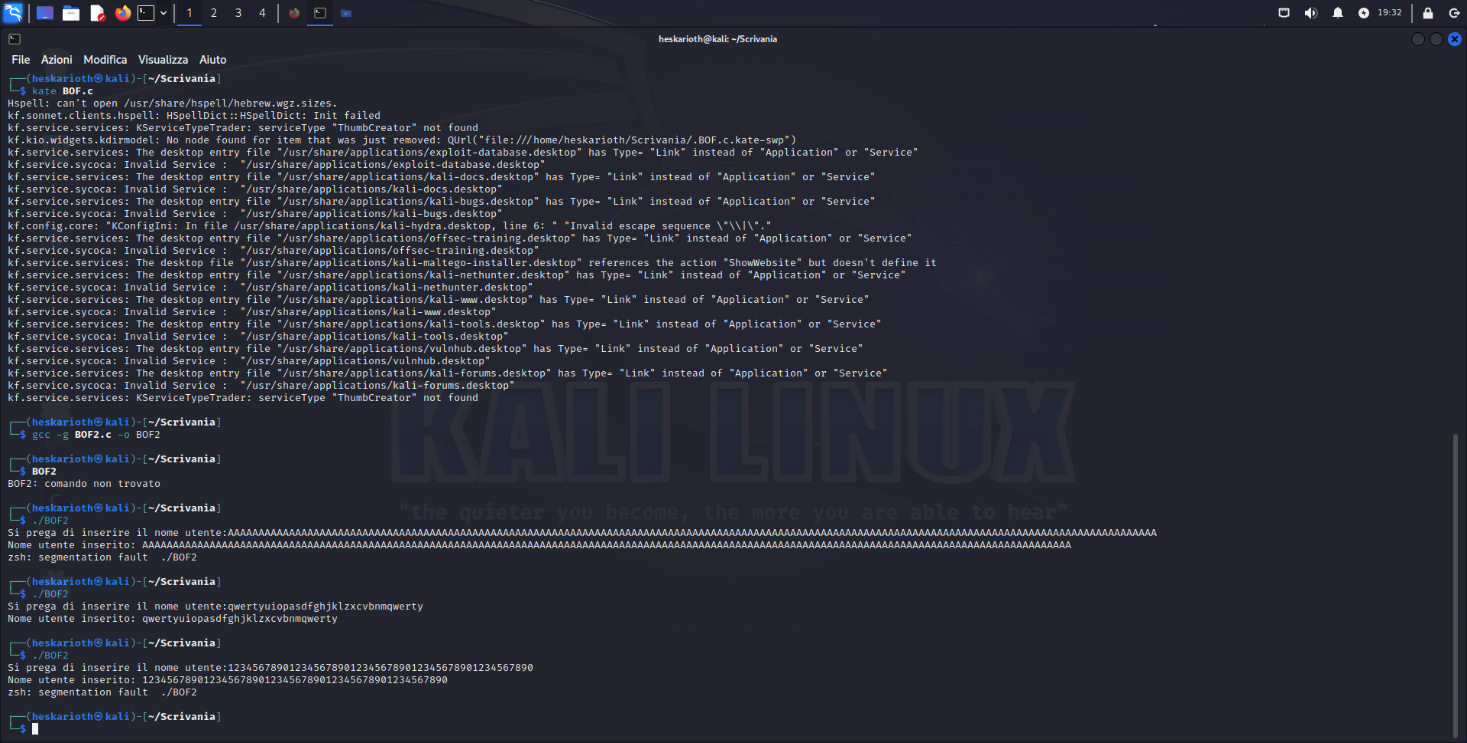 1 2 3 4
19:32
heskarioth@kali: ~/Scrivania
File Azioni Modifica Visualizza Aiuto
┌──(heskarioth㉿kali)-[~/Scrivania]
└─$ kate BOF.c
Hspell: can't open /usr/share/hspell/hebrew.wgz.sizes.
kf.sonnet.clients.hspell: HSpellDict::HSpellDict: Init failed
kf.service.services: KServiceTypeTrader: serviceType "ThumbCreator" not found
kf.kio.widgets.kdirmodel: No node found for item that was just removed: QUrl("file:///home/heskarioth/Scrivania/.BOF.c.kate-swp")
kf.service.services: The desktop entry file "/usr/share/applications/exploit-database.desktop" has Type= "Link" instead of "Application" or "Service"
kf.service.sycoca: Invalid Service :  "/usr/share/applications/exploit-database.desktop"
kf.service.services: The desktop entry file "/usr/share/applications/kali-docs.desktop" has Type= "Link" instead of "Application" or "Service"
kf.service.sycoca: Invalid Service :  "/usr/share/applications/kali-docs.desktop"
kf.service.services: The desktop entry file "/usr/share/applications/kali-bugs.desktop" has Type= "Link" instead of "Application" or "Service"
kf.service.sycoca: Invalid Service :  "/usr/share/applications/kali-bugs.desktop"
kf.config.core: "KConfigIni: In file /usr/share/applications/kali-hydra.desktop, line 6: " "Invalid escape sequence \"\\|\"."
kf.service.services: The desktop entry file "/usr/share/applications/offsec-training.desktop" has Type= "Link" instead of "Application" or "Service"
kf.service.sycoca: Invalid Service :  "/usr/share/applications/offsec-training.desktop"
kf.service.services: The desktop file "/usr/share/applications/kali-maltego-installer.desktop" references the action "ShowWebsite" but doesn't define it
kf.service.services: The desktop entry file "/usr/share/applications/kali-nethunter.desktop" has Type= "Link" instead of "Application" or "Service"
kf.service.sycoca: Invalid Service :  "/usr/share/applications/kali-nethunter.desktop"
kf.service.services: The desktop entry file "/usr/share/applications/kali-www.desktop" has Type= "Link" instead of "Application" or "Service"
kf.service.sycoca: Invalid Service :  "/usr/share/applications/kali-www.desktop"
kf.service.services: The desktop entry file "/usr/share/applications/kali-tools.desktop" has Type= "Link" instead of "Application" or "Service"
kf.service.sycoca: Invalid Service :  "/usr/share/applications/kali-tools.desktop"
kf.service.services: The desktop entry file "/usr/share/applications/vulnhub.desktop" has Type= "Link" instead of "Application" or "Service"
kf.service.sycoca: Invalid Service :  "/usr/share/applications/vulnhub.desktop"
kf.service.services: The desktop entry file "/usr/share/applications/kali-forums.desktop" has Type= "Link" instead of "Application" or "Service"
kf.service.sycoca: Invalid Service :  "/usr/share/applications/kali-forums.desktop"
kf.service.services: KServiceTypeTrader: serviceType "ThumbCreator" not found
┌──(heskarioth㉿kali)-[~/Scrivania]
└─$ gcc -g BOF2.c -o BOF2
┌──(heskarioth㉿kali)-[~/Scrivania]
└─$ BOF2
BOF2: comando non trovato
┌──(heskarioth㉿kali)-[~/Scrivania]
└─$ ./BOF2
Si prega di inserire il nome utente:AAAAAAAAAAAAAAAAAAAAAAAAAAAAAAAAAAAAAAAAAAAAAAAAAAAAAAAAAAAAAAAAAAAAAAAAAAAAAAAAAAAAAAAAAAAAAAAAAAAAAAAAAAAAAAAAAAAAAAAAAAAAAAAAAAAAAAAAAAAAAAAAAAAAAAAA
Nome utente inserito: AAAAAAAAAAAAAAAAAAAAAAAAAAAAAAAAAAAAAAAAAAAAAAAAAAAAAAAAAAAAAAAAAAAAAAAAAAAAAAAAAAAAAAAAAAAAAAAAAAAAAAAAAAAAAAAAAAAAAAAAAAAAAAAAAAAAAAAAAAAAAAAAAAAAAAAA
zsh: segmentation fault  ./BOF2
┌──(heskarioth㉿kali)-[~/Scrivania]
└─$ ./BOF2
Si prega di inserire il nome utente:qwertyuiopasdfghjklzxcvbnmqwerty
Nome utente inserito: qwertyuiopasdfghjklzxcvbnmqwerty
┌──(heskarioth㉿kali)-[~/Scrivania]
└─$ ./BOF2
Si prega di inserire il nome utente:12345678901234567890123456789012345678901234567890
Nome utente inserito: 12345678901234567890123456789012345678901234567890
zsh: segmentation fault  ./BOF2
┌──(heskarioth㉿kali)-[~/Scrivania]
└─$
KALI LINUX
"the quieter you become, the more you are able to hear"